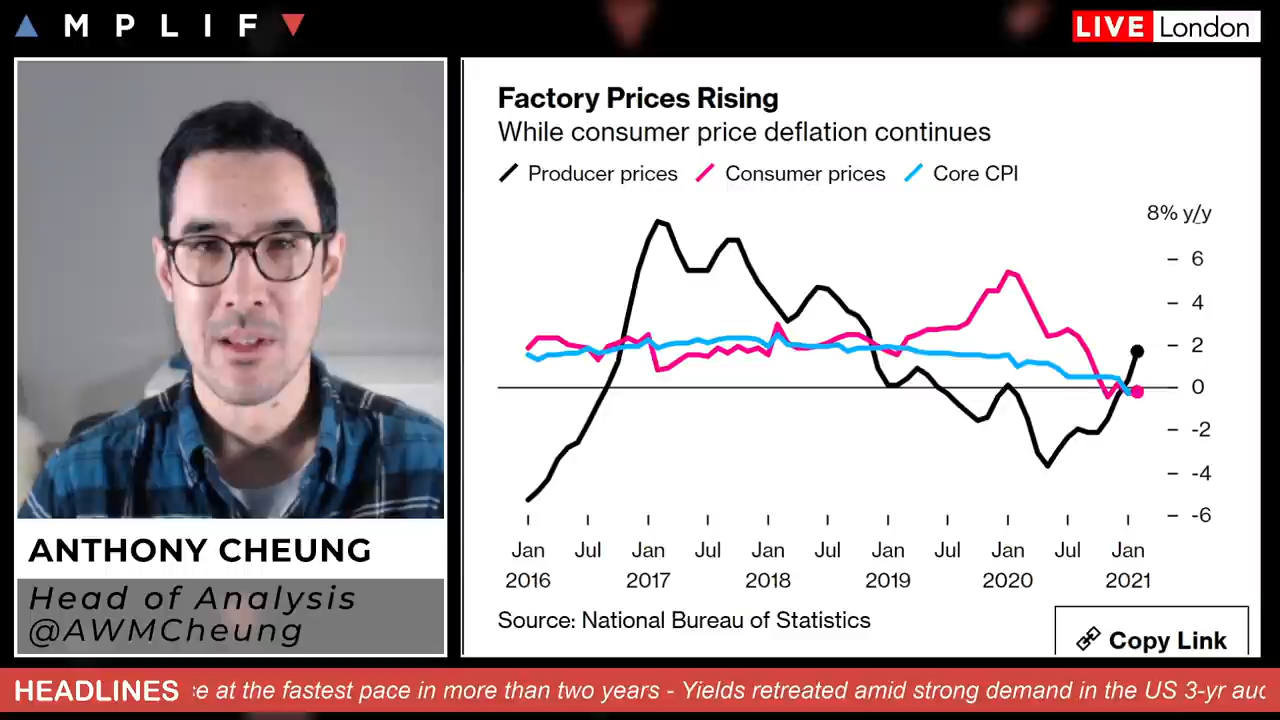 MPLIF
LIVE London
Factory Prices Rising
While consumer price deflation continues
Producer prices Consumer prices Core CPI
8% y/y
6
4
2
0
-2
-4
-6
Jan Jul Jan Jul Jan Jul Jan Jul Jan Jul Jan
2016 2017 2018 2019 2020 2021
Source: National Bureau of Statistics
Copy Link
ANTHONY CHEUNG
Head of Analysis
@AWMCheung
HEADLINES e at the fastest pace in more than two years - Yields retreated amid strong demand in the US 3-yr auc